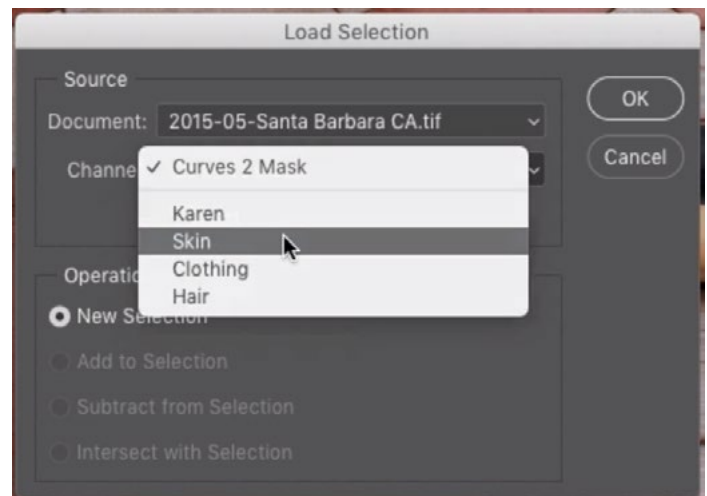 Load Selection
Source
OK
Document: 2015-05-Santa Barbara CA.tif
Cancel
Channe ✓ Curves 2 Mask
Karen
Skin
Clothing
Operatio
Hair
New Selection
Add to Selection
Subtract from Selection
Intersect with Selection